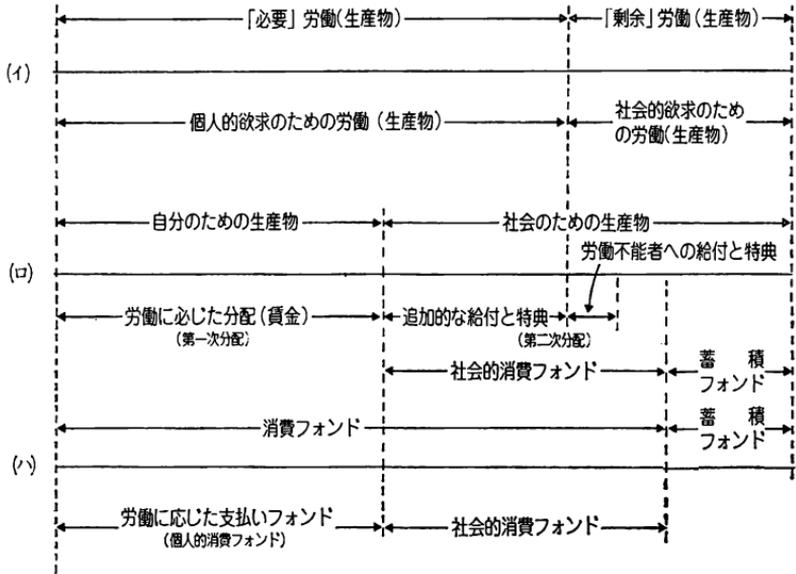 「必要」労働(生産物)
「剰余」労働(生産物)
(イ)
個人的欲求のための労働(生産物)
社会的欲求のため
の労働(生産物)
自分のための生産物
社会のための生産物
労働不能者への給付と特典
(ロ)
労働に必じた分配(賃金)
(第一次分配)
追加的な給付と特典
(第二次分配)
社会的消費フォンド
蓄 積
フォンド
消費フォンド
蓄 積
フォンド
(ハ)
労働に応じた支払いフォンド
(個人的消費フォンド)
社会的消費フォンド